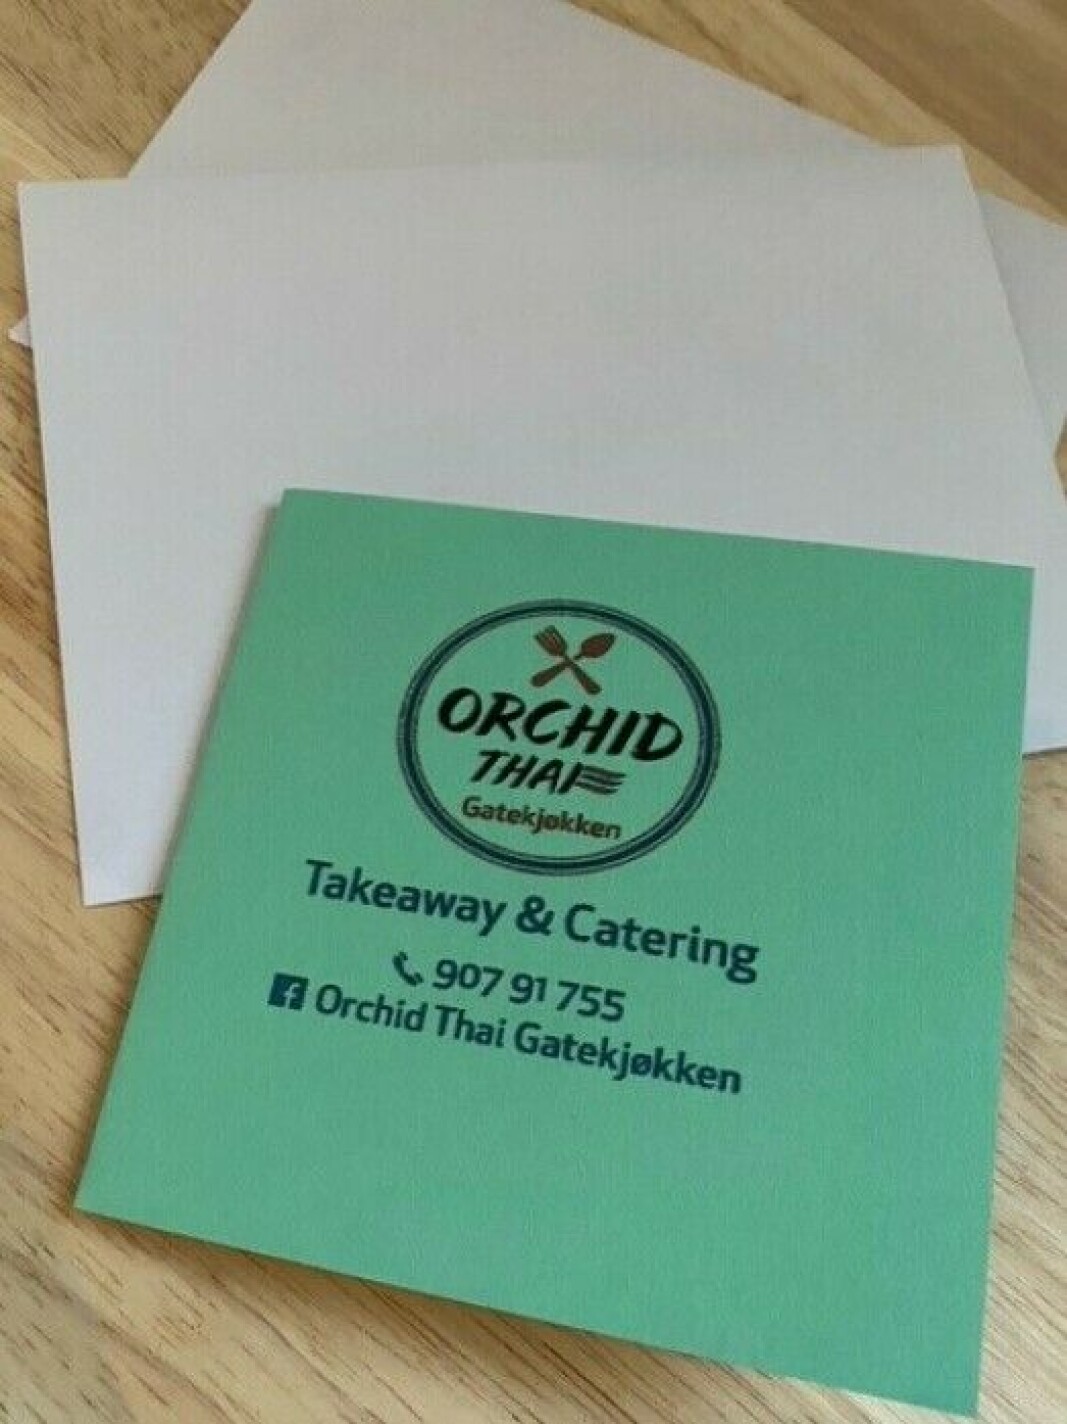 ORCHID
THAI
Gatekjøkken
Takeaway & Catering
907 91 755
Orchid Thai Gatekjøkken